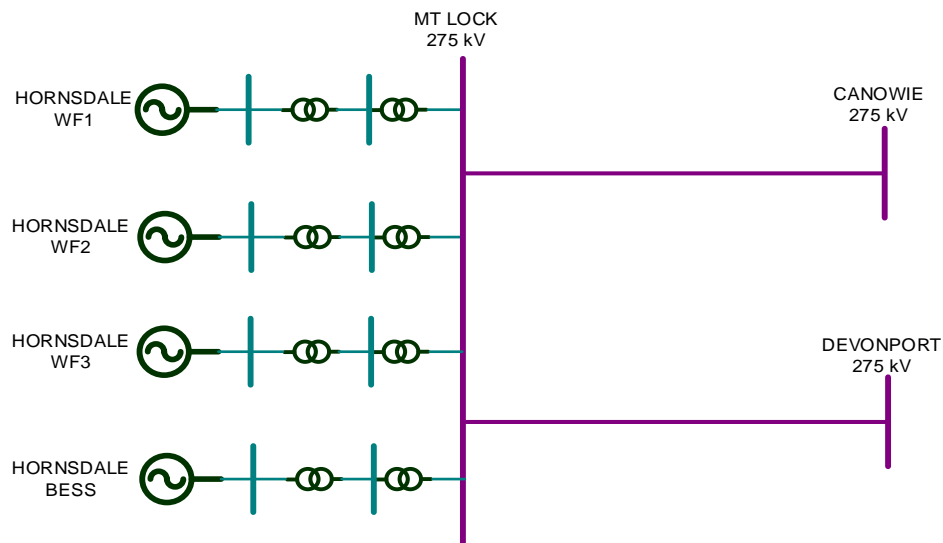 MT LOCK
275 kV
HORNSDALE
WF1
CANOWIE
275 kV
HORNSDALE
WF2
HORNSDALE
WF3
DEVONPORT
275 kV
HORNSDALE
BESS